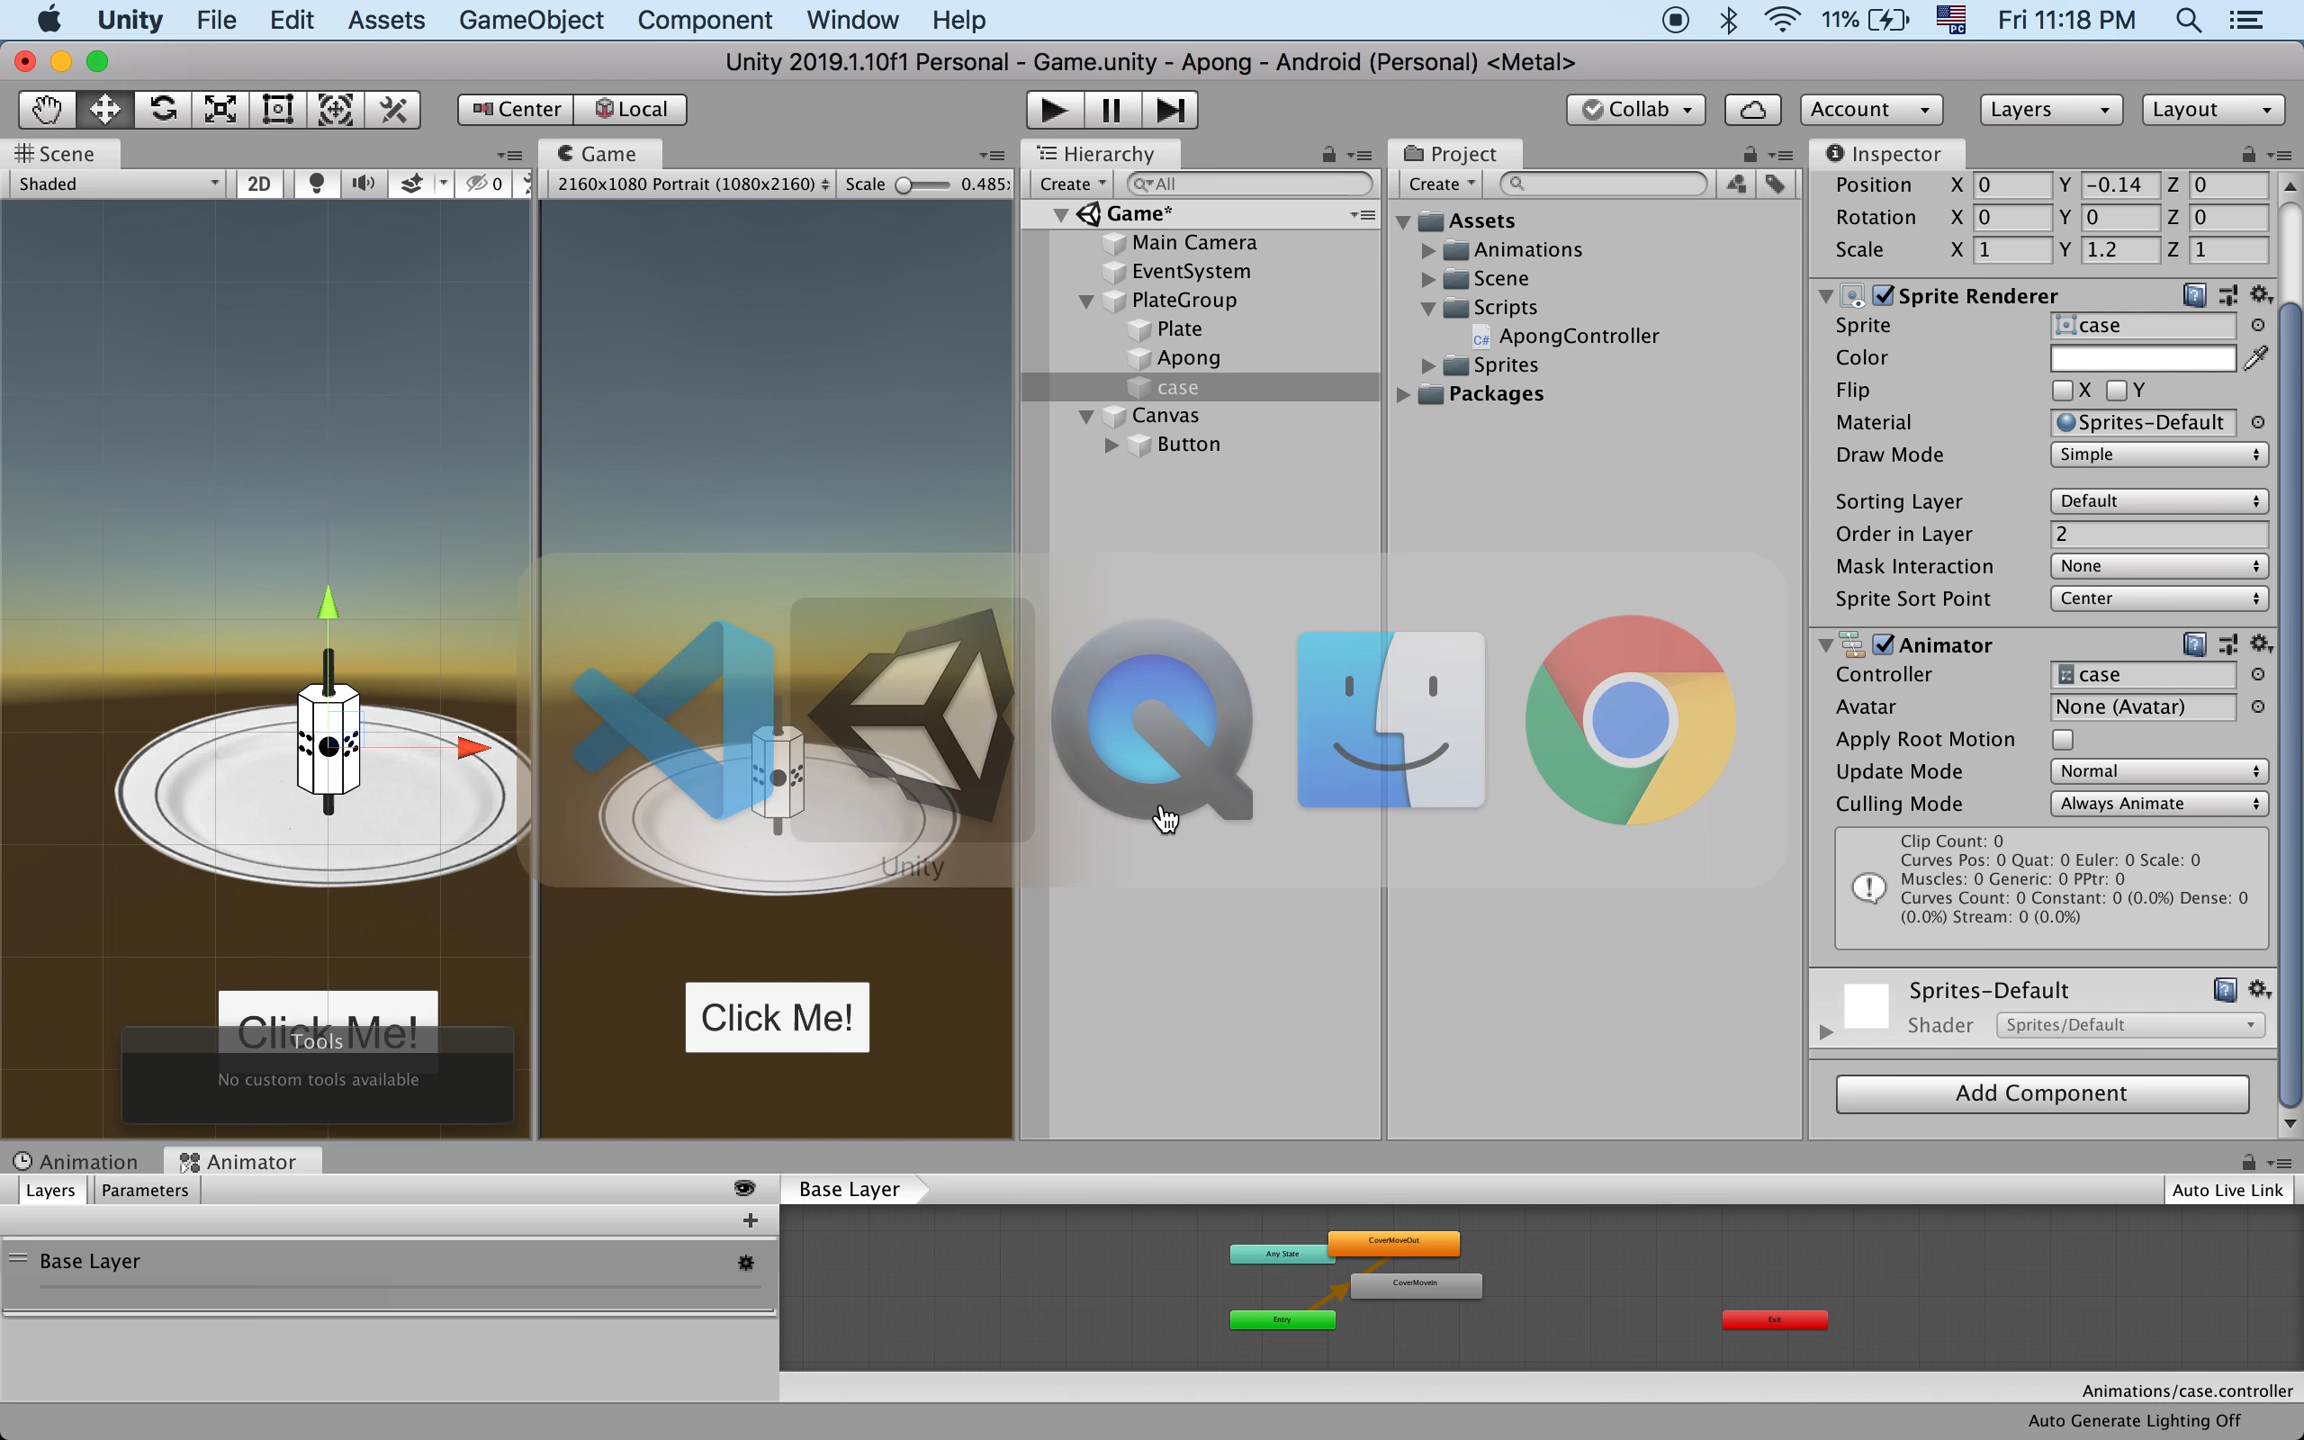 Unity File Edit Assets GameObject Component Window Help 11% PC Fri 11:18 PM
Unity 2019.1.10f1 Personal - Game.unity - Apong - Android (Personal) <Metal>
Center Local Collab Account Layers Layout
Scene Game Hierarchy Project Inspector
Shaded 2D 0 2160x1080 Portrait (1080x2160) Scale 0.485: Create All Create
Position X 0 Y -0.14 Z 0
Rotation X 0 Y 0 Z 0
Scale X 1 Y 1.2 Z 1
Game*
Main Camera
EventSystem
PlateGroup
Plate
Apong
case
Canvas
Button
Assets
Animations
Scene
Scripts
C# ApongController
Sprites
Packages
Sprite Renderer
Sprite case
Color
Flip X Y
Material Sprites-Default
Draw Mode Simple
Sorting Layer Default
Order in Layer 2
Mask Interaction None
Sprite Sort Point Center
Animator
Controller case
Avatar None (Avatar)
Apply Root Motion
Update Mode Normal
Culling Mode Always Animate
Clip Count: 0
Curves Pos: 0 Quat: 0 Euler: 0 Scale: 0
Muscles: 0 Generic: 0 PPtr: 0
Curves Count: 0 Constant: 0 (0.0%) Dense: 0
(0.0%) Stream: 0 (0.0%)
Sprites-Default
Shader Sprites/Default
Add Component
Unity
Click Me!
Click Me!
Tools
No custom tools available
Animation Animator
Layers Parameters Base Layer Auto Live Link
Base Layer
Any State
CoverMoveOut
CoverMoveIn
Entry
Exit
Animations/case.controller
Auto Generate Lighting Off